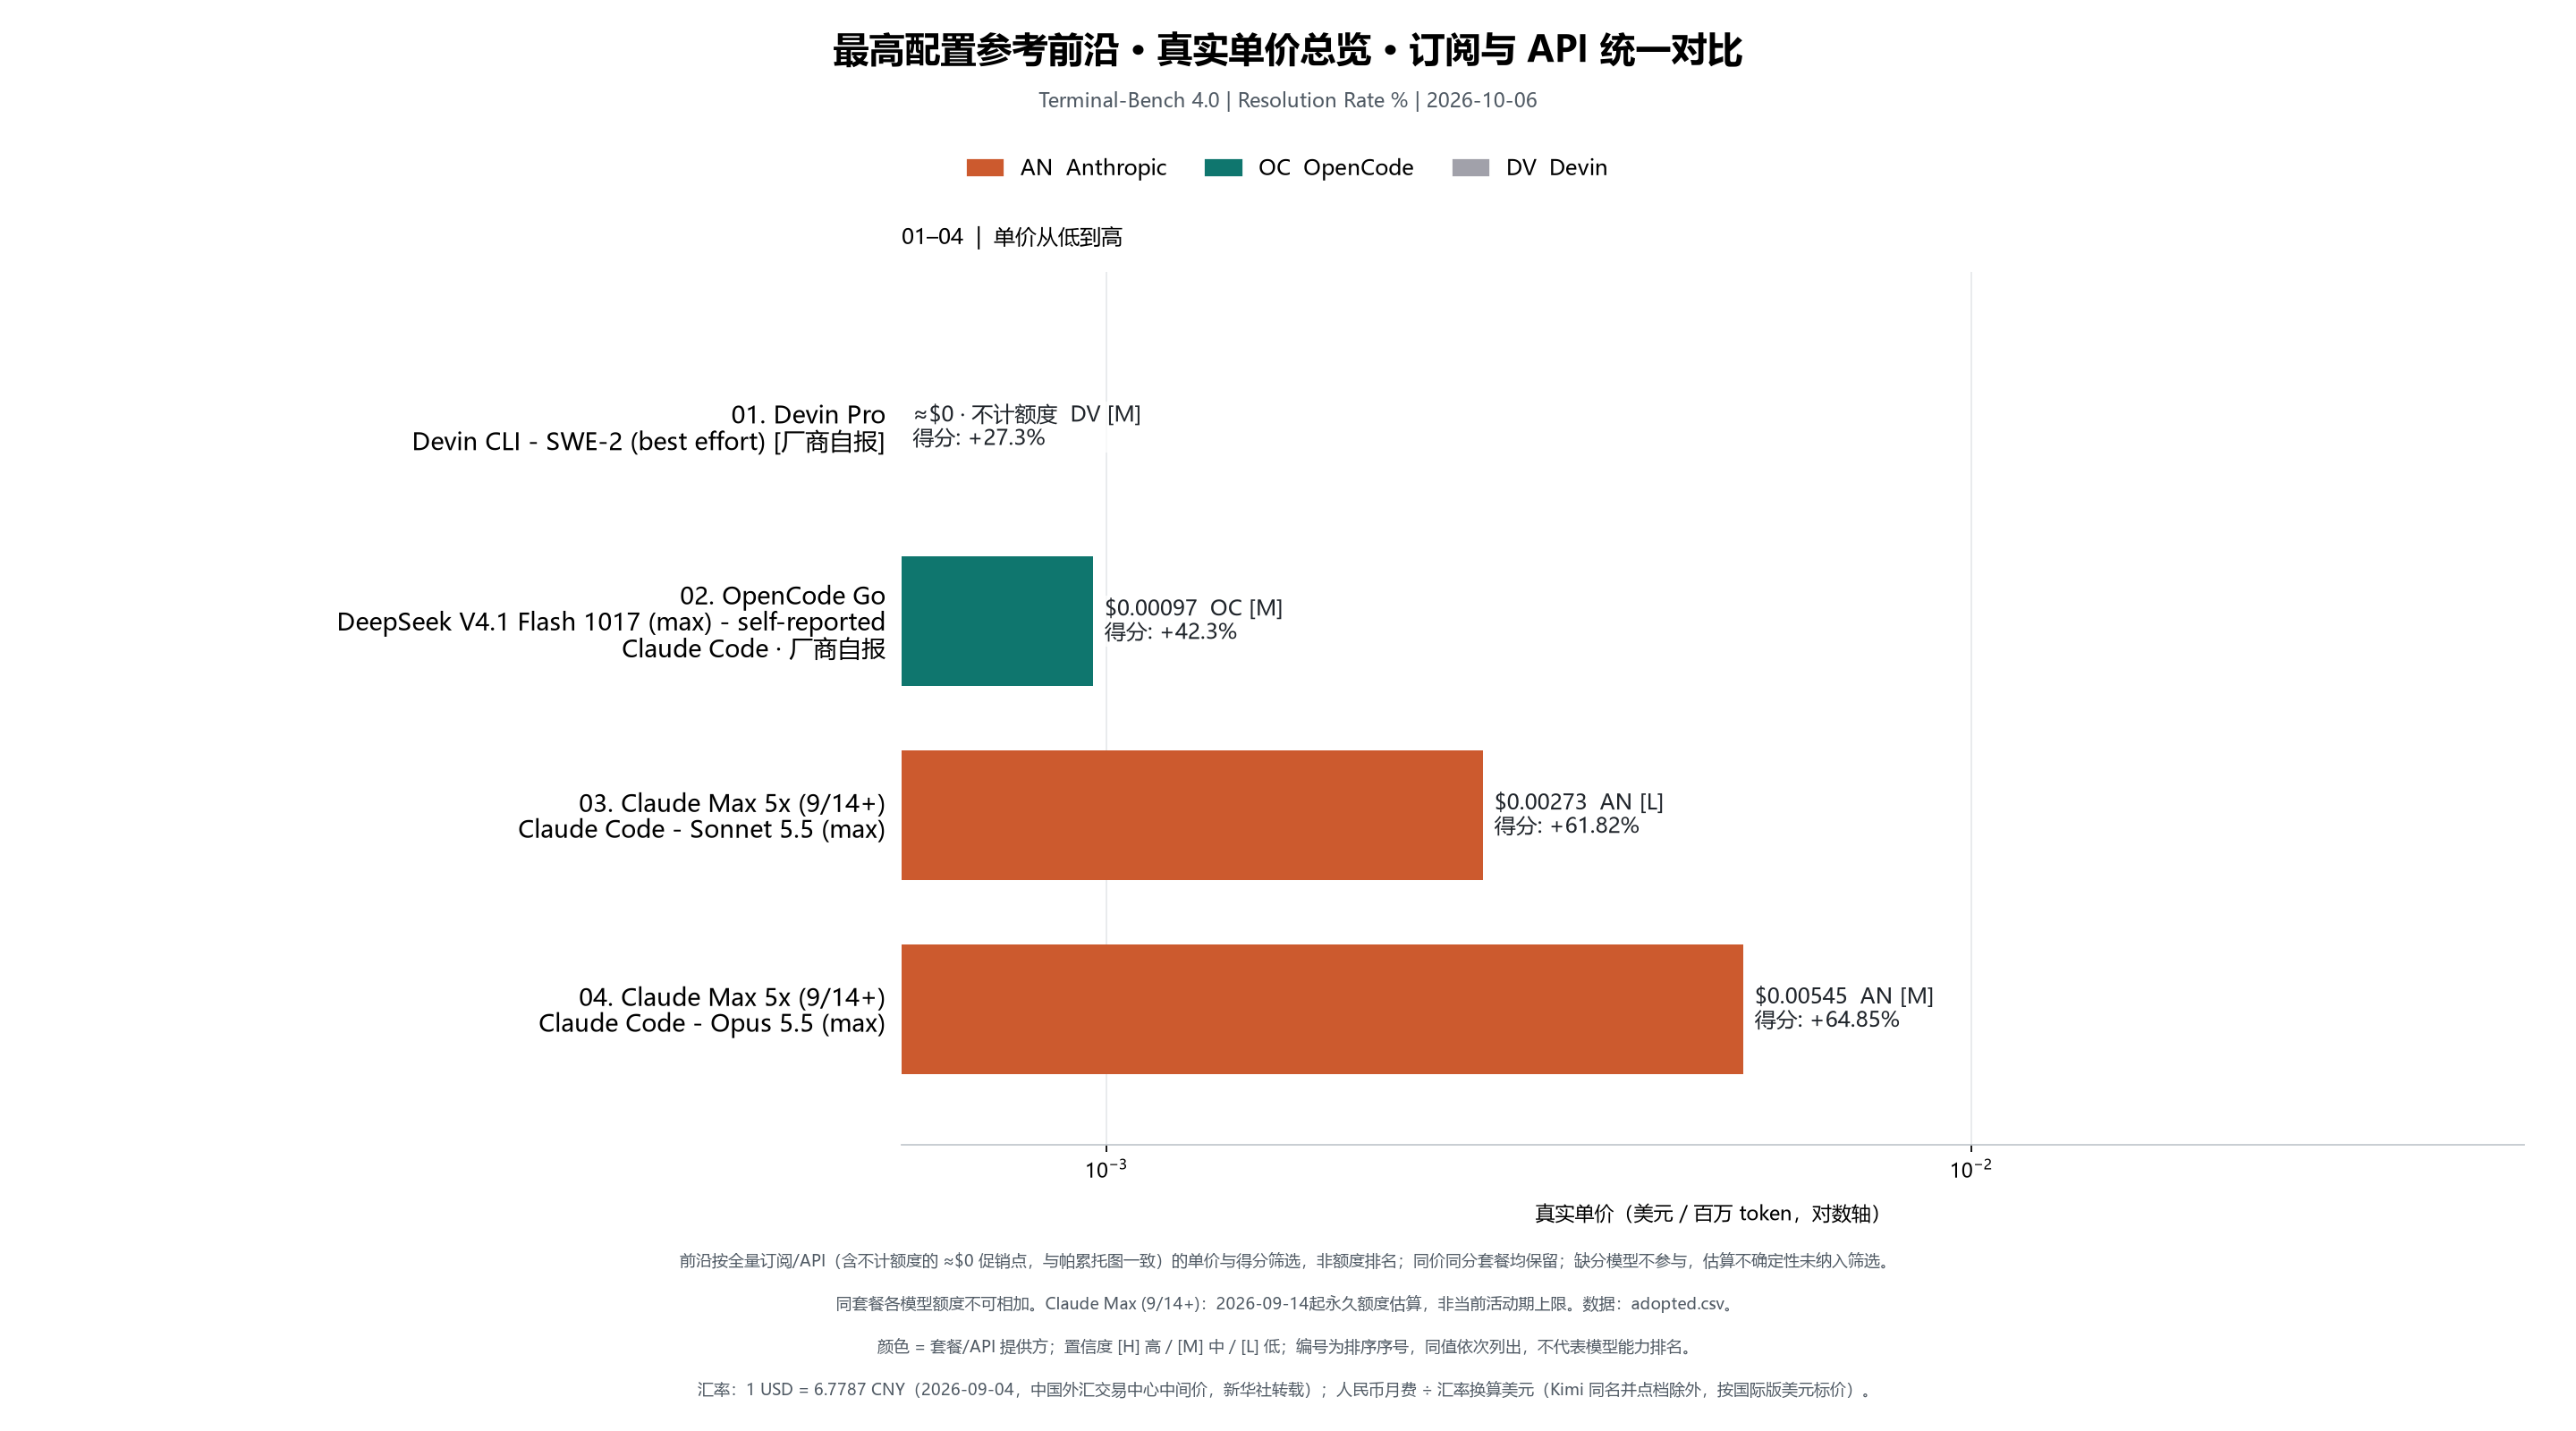 最高配置参考前沿 • 真实单价总览 • 订阅与 API 统一对比
Terminal-Bench 4.0 | Resolution Rate % | 2026-10-06
AN  Anthropic
OC  OpenCode
DV  Devin
01–04 | 单价从低到高
01. Devin Pro
Devin CLI - SWE-2 (best effort) [厂商自报]
≈$0 · 不计额度  DV [M]
得分: +27.3%
02. OpenCode Go
DeepSeek V4.1 Flash 1017 (max) - self-reported
Claude Code · 厂商自报
$0.00097  OC [M]
得分: +42.3%
03. Claude Max 5x (9/14+)
Claude Code - Sonnet 5.5 (max)
$0.00273  AN [L]
得分: +61.82%
04. Claude Max 5x (9/14+)
Claude Code - Opus 5.5 (max)
$0.00545  AN [M]
得分: +64.85%
10⁻³
10⁻²
真实单价（美元 / 百万 token，对数轴）
前沿按全量订阅/API（含不计额度的 ≈$0 促销点，与帕累托图一致）的单价与得分筛选，非额度排名；同价同分套餐均保留；缺分模型不参与，估算不确定性未纳入筛选。
同套餐各模型额度不可相加。Claude Max (9/14+)：2026-09-14起永久额度估算，非当前活动期上限。数据：adopted.csv。
颜色 = 套餐/API 提供方；置信度 [H] 高 / [M] 中 / [L] 低；编号为排序序号，同值依次列出，不代表模型能力排名。
汇率：1 USD = 6.7787 CNY（2026-09-04，中国外汇交易中心中间价，新华社转载）；人民币月费 ÷ 汇率换算美元（Kimi 同名并点档除外，按国际版美元标价）。